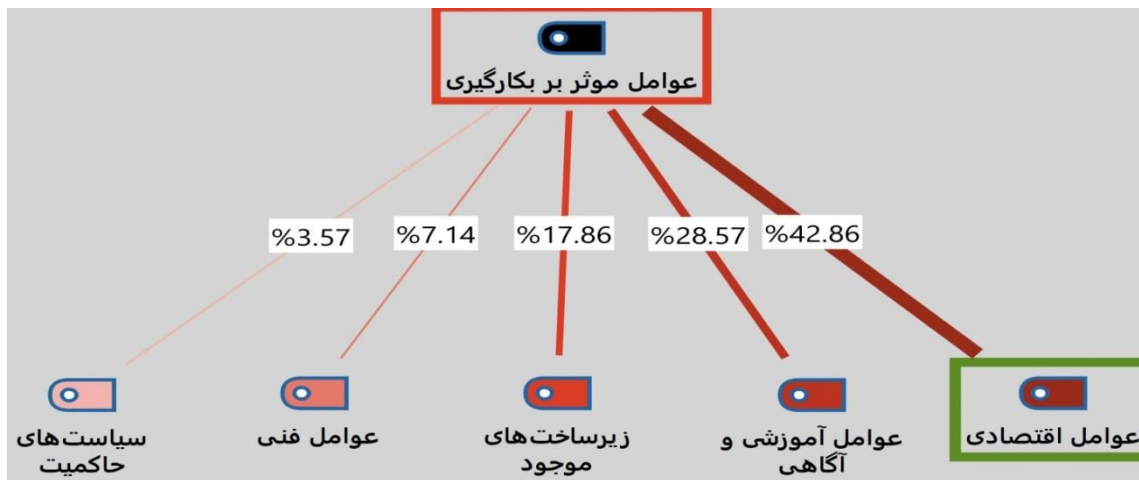 عوامل موثر بر بکارگیری
%42.86
%28.57
%17.86
%7.14
%3.57
عوامل اقتصادی
عوامل آموزشی و
آگاهی
زیرساخت‌های
موجود
عوامل فنی
سیاست‌های
حاکمیت